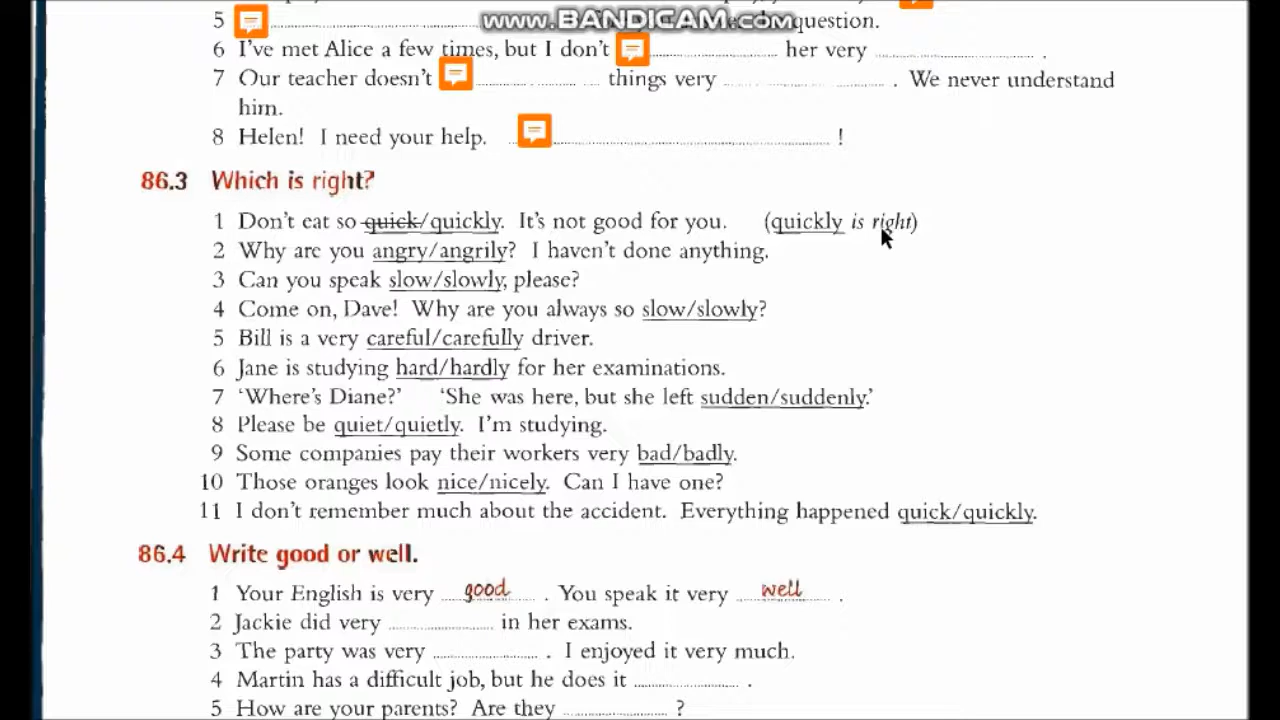 www.BANDICAM.com
5 question.
6 I've met Alice a few times, but I don't her very .
7 Our teacher doesn't things very . We never understand
him.
8 Helen! I need your help. !
86.3 Which is right?
1 Don't eat so quick/quickly. It's not good for you. (quickly is right)
2 Why are you angry/angrily? I haven't done anything.
3 Can you speak slow/slowly, please?
4 Come on, Dave! Why are you always so slow/slowly?
5 Bill is a very careful/carefully driver.
6 Jane is studying hard/hardly for her examinations.
7 'Where's Diane?' 'She was here, but she left sudden/suddenly.'
8 Please be quiet/quietly. I'm studying.
9 Some companies pay their workers very bad/badly.
10 Those oranges look nice/nicely. Can I have one?
11 I don't remember much about the accident. Everything happened quick/quickly.
86.4 Write good or well.
1 Your English is very good . You speak it very well .
2 Jackie did very in her exams.
3 The party was very . I enjoyed it very much.
4 Martin has a difficult job, but he does it .
5 How are your parents? Are they ?